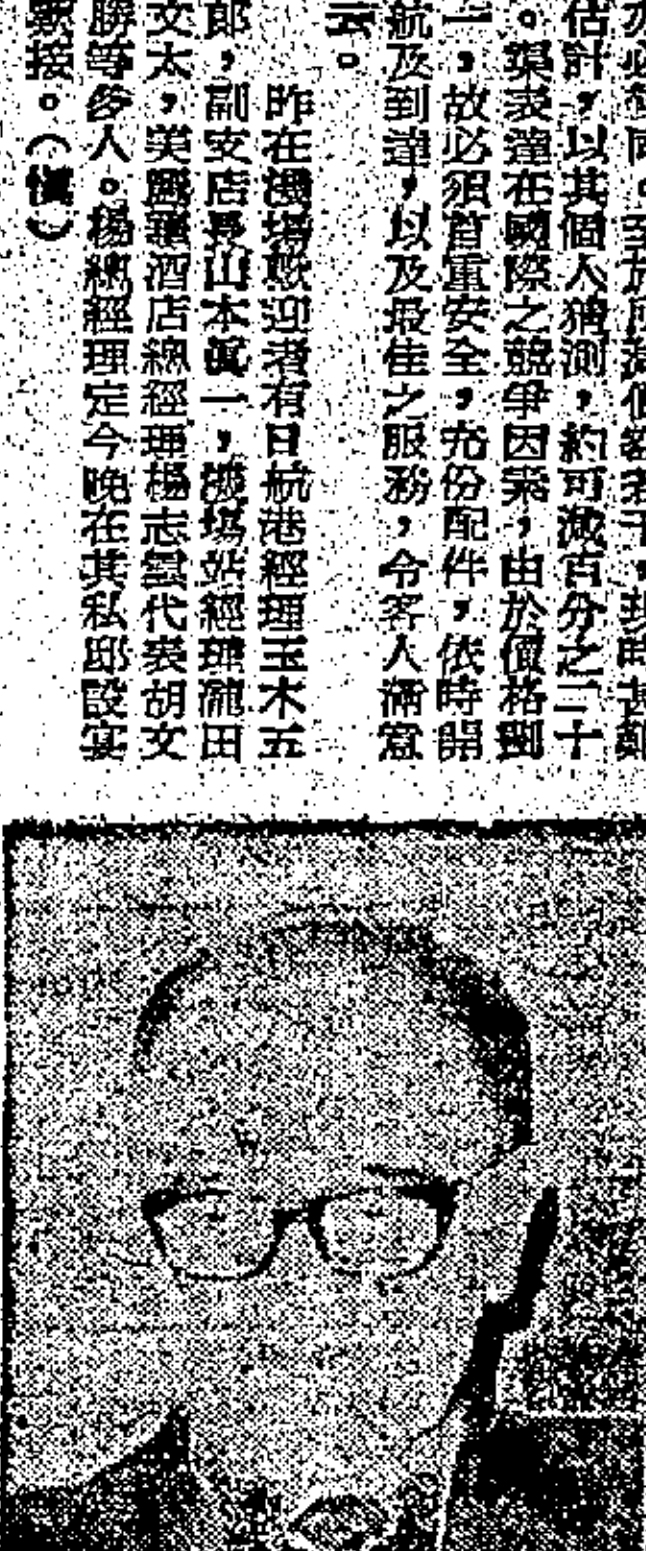 估計，以其個人猜測，約可減百分之二十
。渠表達在國際之競爭因素，由於價格劃
一，故必須首重安全，充份配件，依時開
航及到達，以及最佳之服務，令客人滿意
云。
昨在機場歡迎者有日航港經理玉木五
郎，副支店長山本眞一，機場站經理瀧田
文太，美麗華酒店總經理楊志雲代表胡文
勝等多人。楊總經理定今晚在其私邸設宴
歡接。（慎）